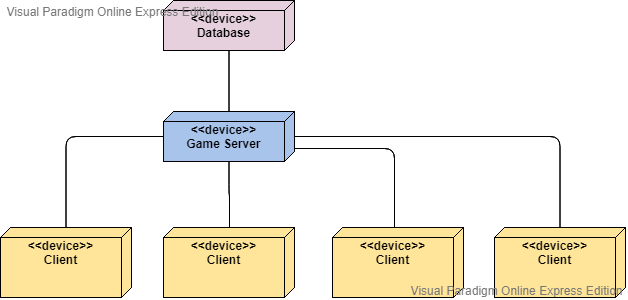 Visual Paradigm Online Express Edition
<<device>>
Database
<<device>>
Game Server
<<device>>
Client
<<device>>
Client
<<device>>
Client
<<device>>
Client
Visual Paradigm Online Express Edition